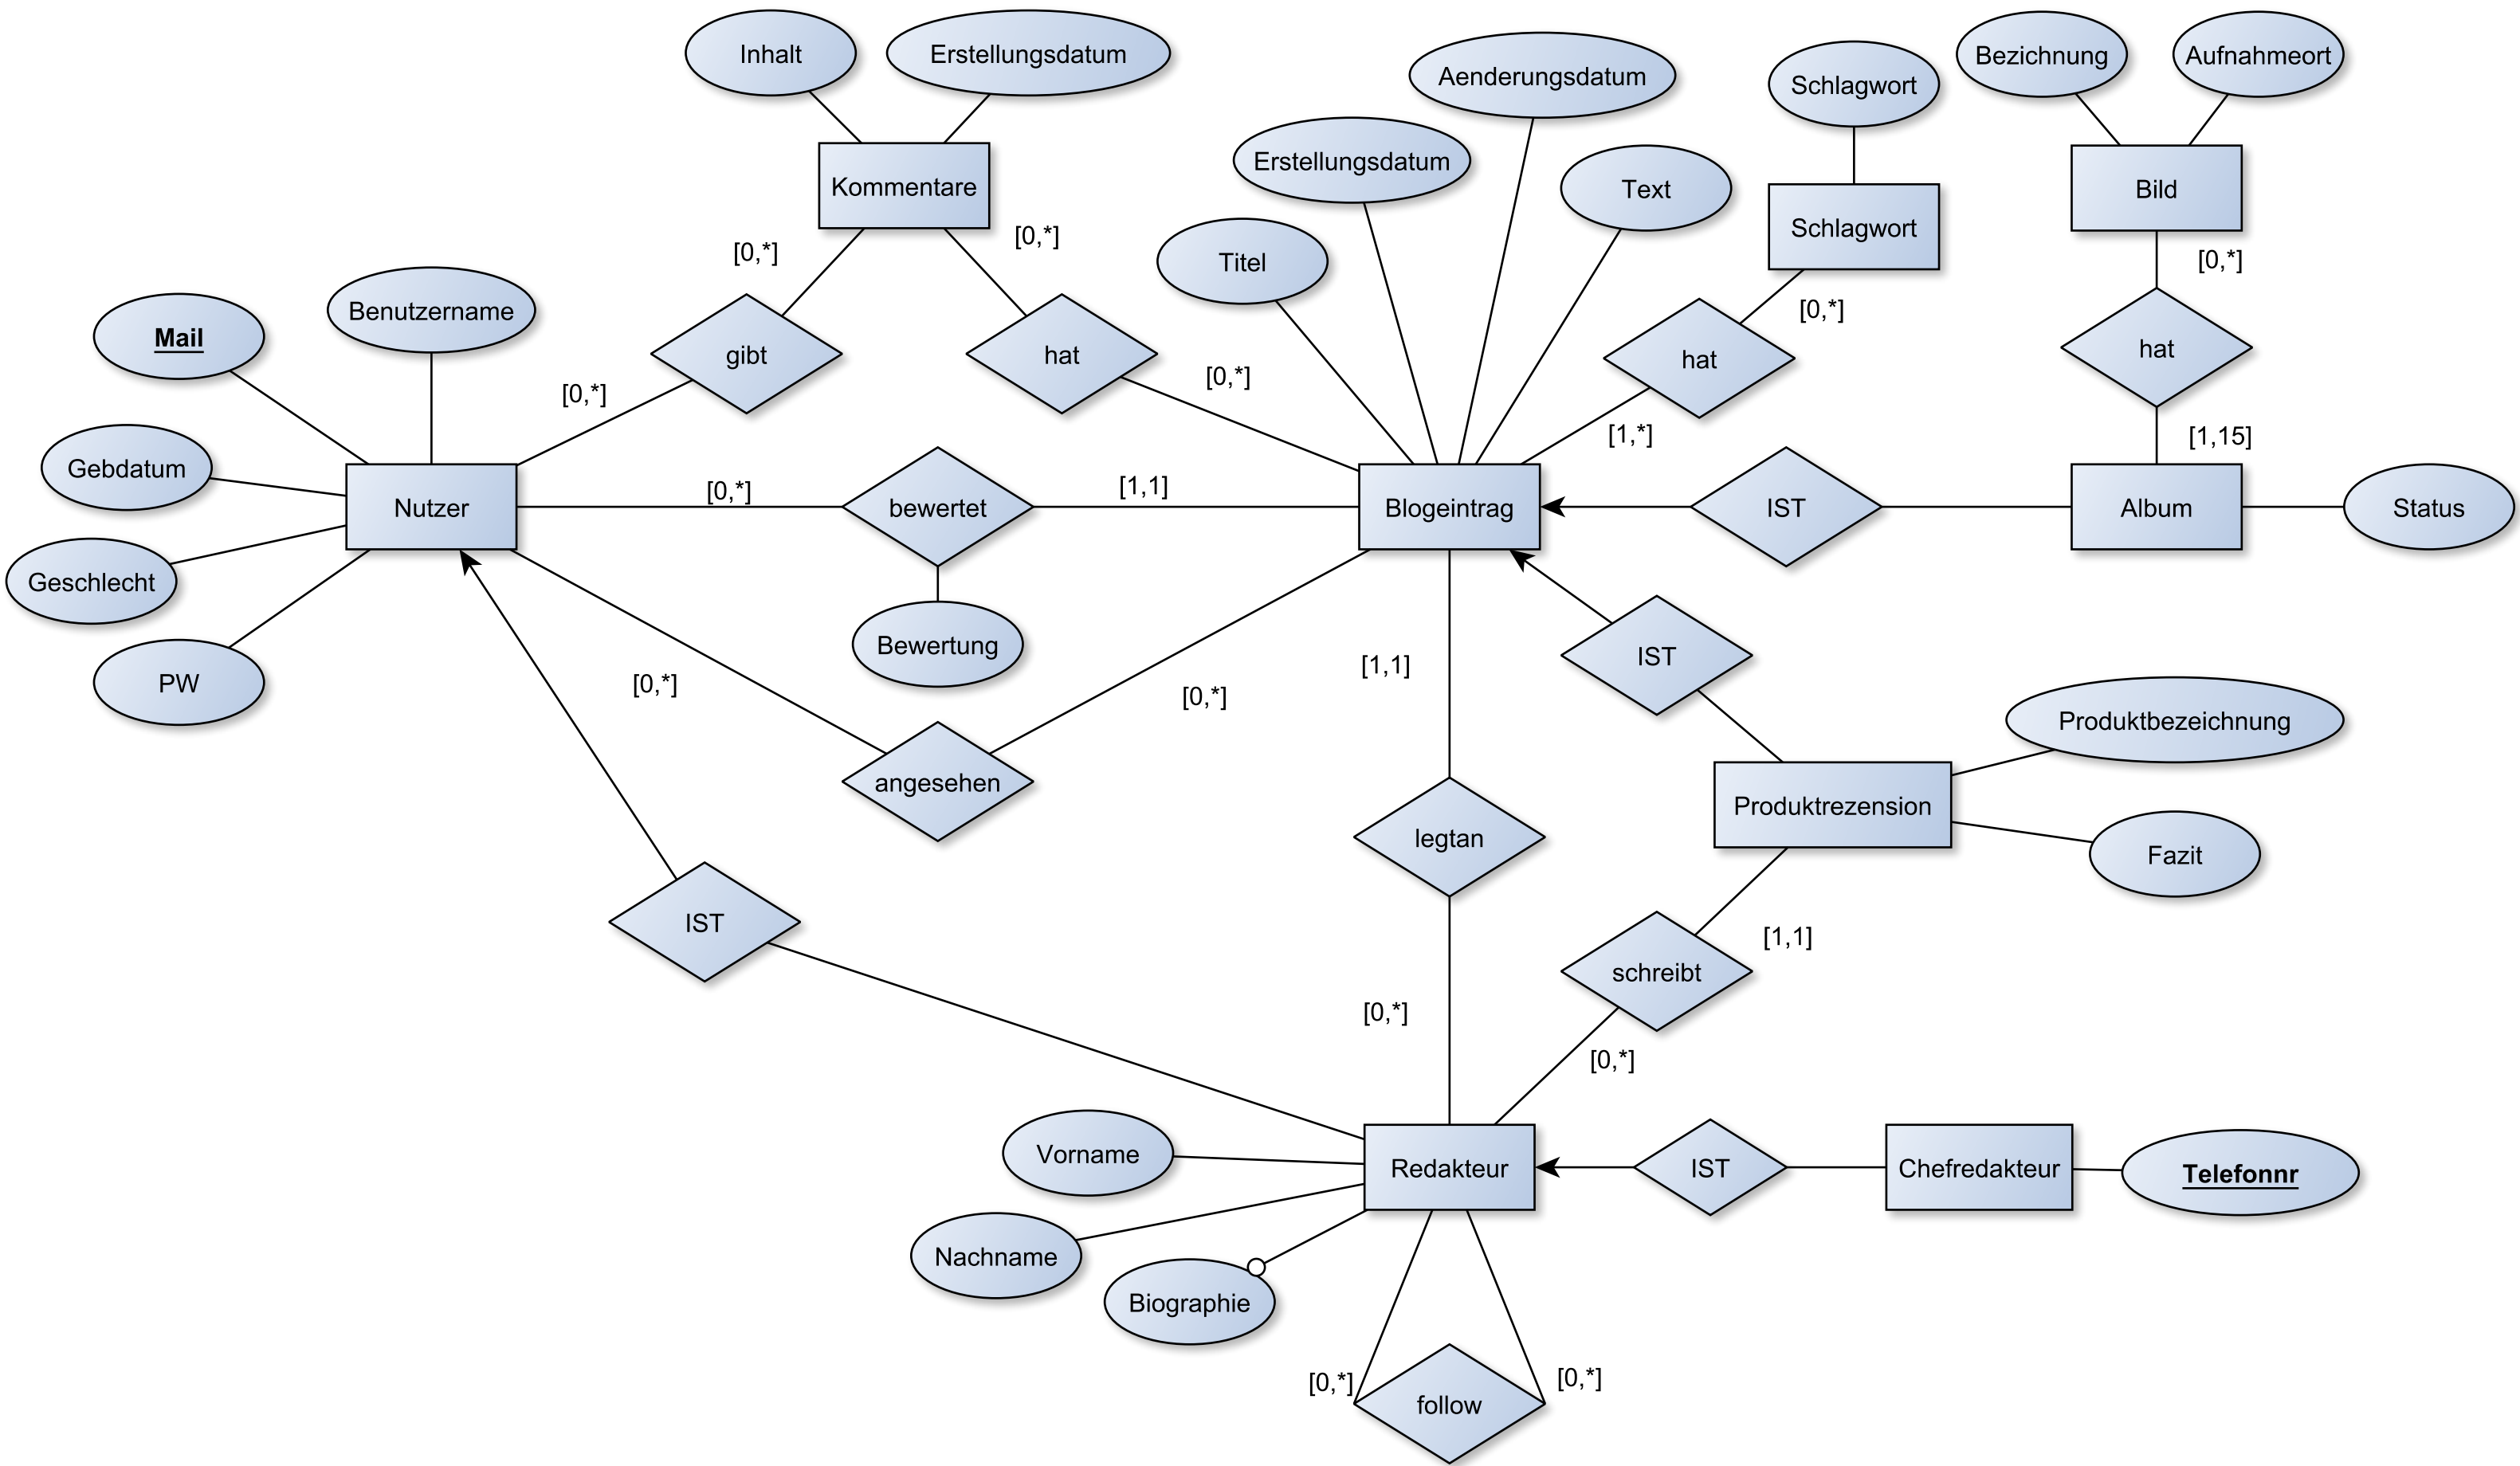 Inhalt
Erstellungsdatum
Aenderungsdatum
Schlagwort
Bezichnung
Aufnahmeort
Kommentare
Erstellungsdatum
Text
Schlagwort
Bild
[0,*]
[0,*]
Titel
[0,*]
[0,*]
Mail
Benutzername
gibt
hat
hat
hat
[0,*]
[0,*]
[1,*]
[1,15]
Gebdatum
Nutzer
[0,*]
bewertet
[1,1]
Blogeintrag
IST
Album
Status
Geschlecht
Bewertung
PW
[0,*]
[0,*]
[1,1]
IST
Produktbezeichnung
angesehen
legtan
Produktrezension
Fazit
IST
schreibt
[1,1]
[0,*]
[0,*]
Vorname
Redakteur
IST
Chefredakteur
Telefonnr
Nachname
Biographie
[0,*]
follow
[0,*]